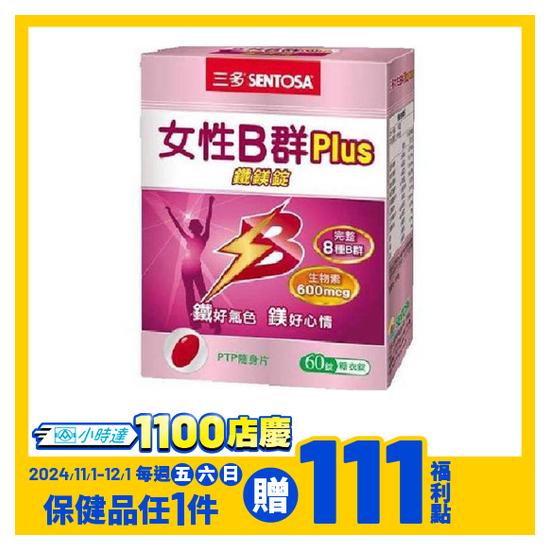 三多 SENTOSA
女性B群Plus
鐵鎂錠
B
完整
8種B群
生物素
600mcg
鐵好氣色 鎂好心情
PTP隨身片
60錠 糖衣錠
小時達
1100店慶
2024/11/1-12/1 每週五六日
保健品任1件
贈
111
福利點